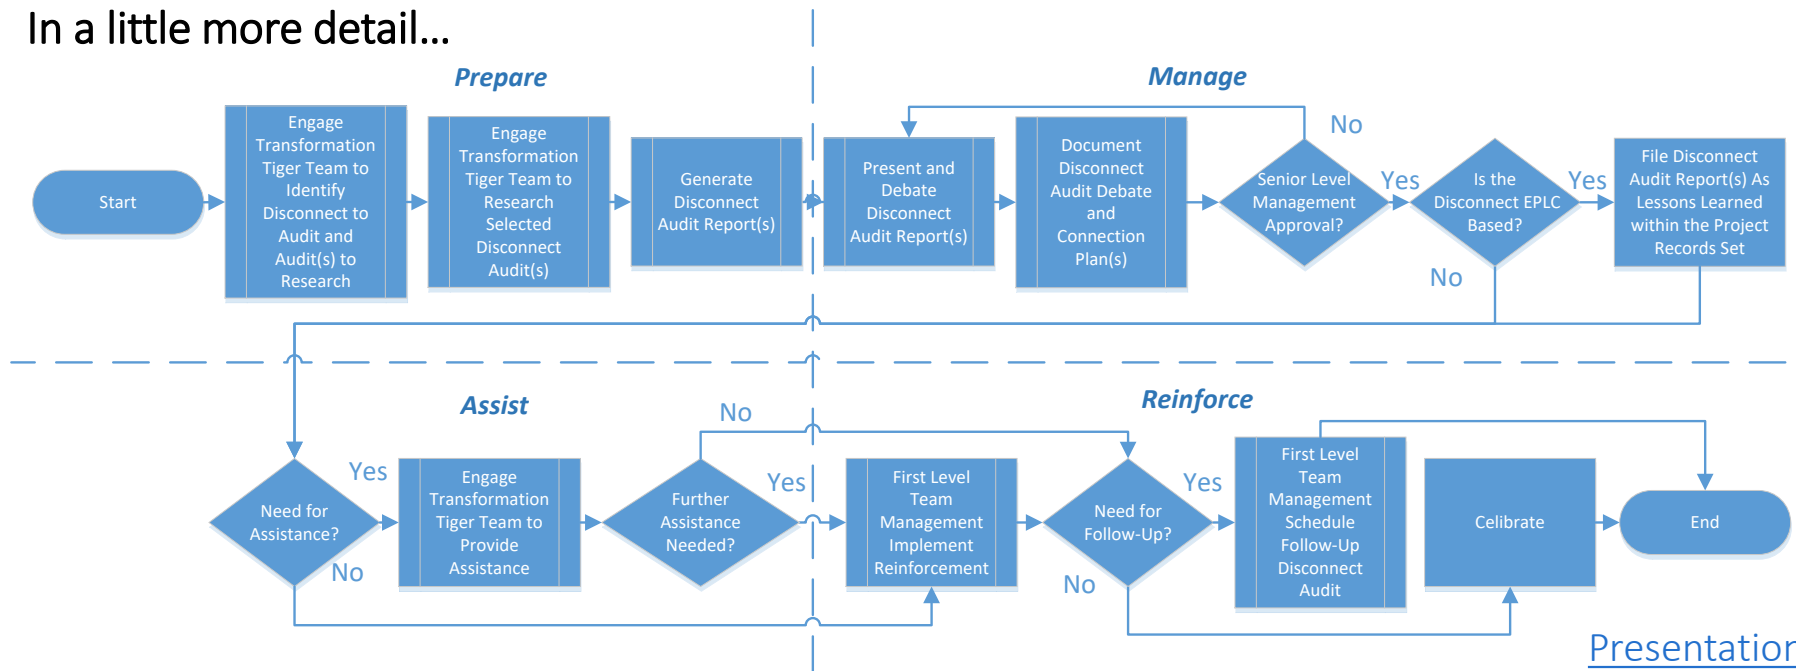 In a little more detail...
Prepare
Manage
Start
Engage
Transformation
Tiger Team to
Identify
Disconnect to
Audit and
Audit(s) to
Research
Engage
Transformation
Tiger Team to
Research
Selected
Disconnect
Audit(s)
Generate
Disconnect
Audit Report(s)
Present and
Debate
Disconnect
Audit Report(s)
Document
Disconnect
Audit Debate
and
Connection
Plan(s)
Senior Level
Management
Approval?
No
Yes
Is the
Disconnect EPLC
Based?
Yes
No
File Disconnect
Audit Report(s) As
Lessons Learned
within the Project
Records Set
Assist
Reinforce
Need for
Assistance?
Yes
No
Engage
Transformation
Tiger Team to
Provide
Assistance
Further
Assistance
Needed?
No
Yes
First Level
Team
Management
Implement
Reinforcement
Need for
Follow-Up?
Yes
No
First Level
Team
Management
Schedule
Follow-Up
Disconnect
Audit
Celibrate
End
Presentation